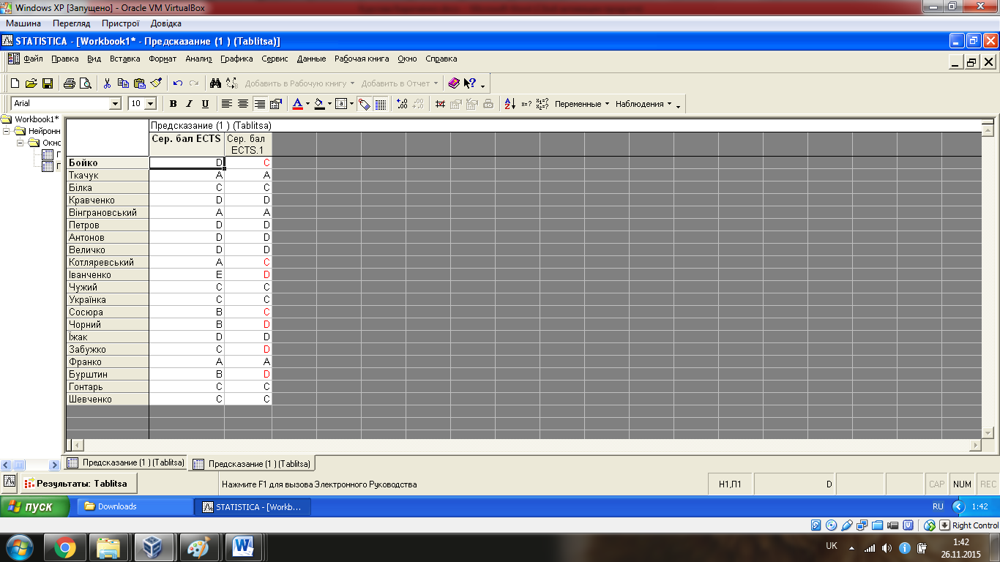 Windows XP [Запущено] - Oracle VM VirtualBox
Машина Перегляд Пристрої Довідка
STATISTICA - [Workbook1* - Предсказание (1 ) (Tablitsa)]
Файл Правка Вид Вставка Формат Анализ Графика Сервис Данные Рабочая книга Окно Справка
Добавить в Рабочую книгу Добавить в Отчет
Arial 10 B I U Переменные Наблюдения
Workbook1*
Нейронн
Окнс
Предсказание (1 ) (Tablitsa)
Сер. бал ECTS Сер. бал
ECTS.1
Бойко D C
Ткачук A A
Білка C C
Кравченко D D
Вінграновський A A
Петров D D
Антонов D D
Величко D D
Котляревський A C
Іванченко E D
Чужий C C
Українка C C
Сосюра B C
Чорний B D
Їжак D D
Забужко C D
Франко A A
Бурштин B D
Гонтарь C C
Шевченко C C
Предсказание (1 ) (Tablitsa) Предсказание (1 ) (Tablitsa)
Результаты: Tablitsa Нажмите F1 для вызова Электронного Руководства Н1,П1 D CAP NUM REC
пуск Downloads STATISTICA - [Workb... RU 1:42
Right Control
UK 1:42
26.11.2015